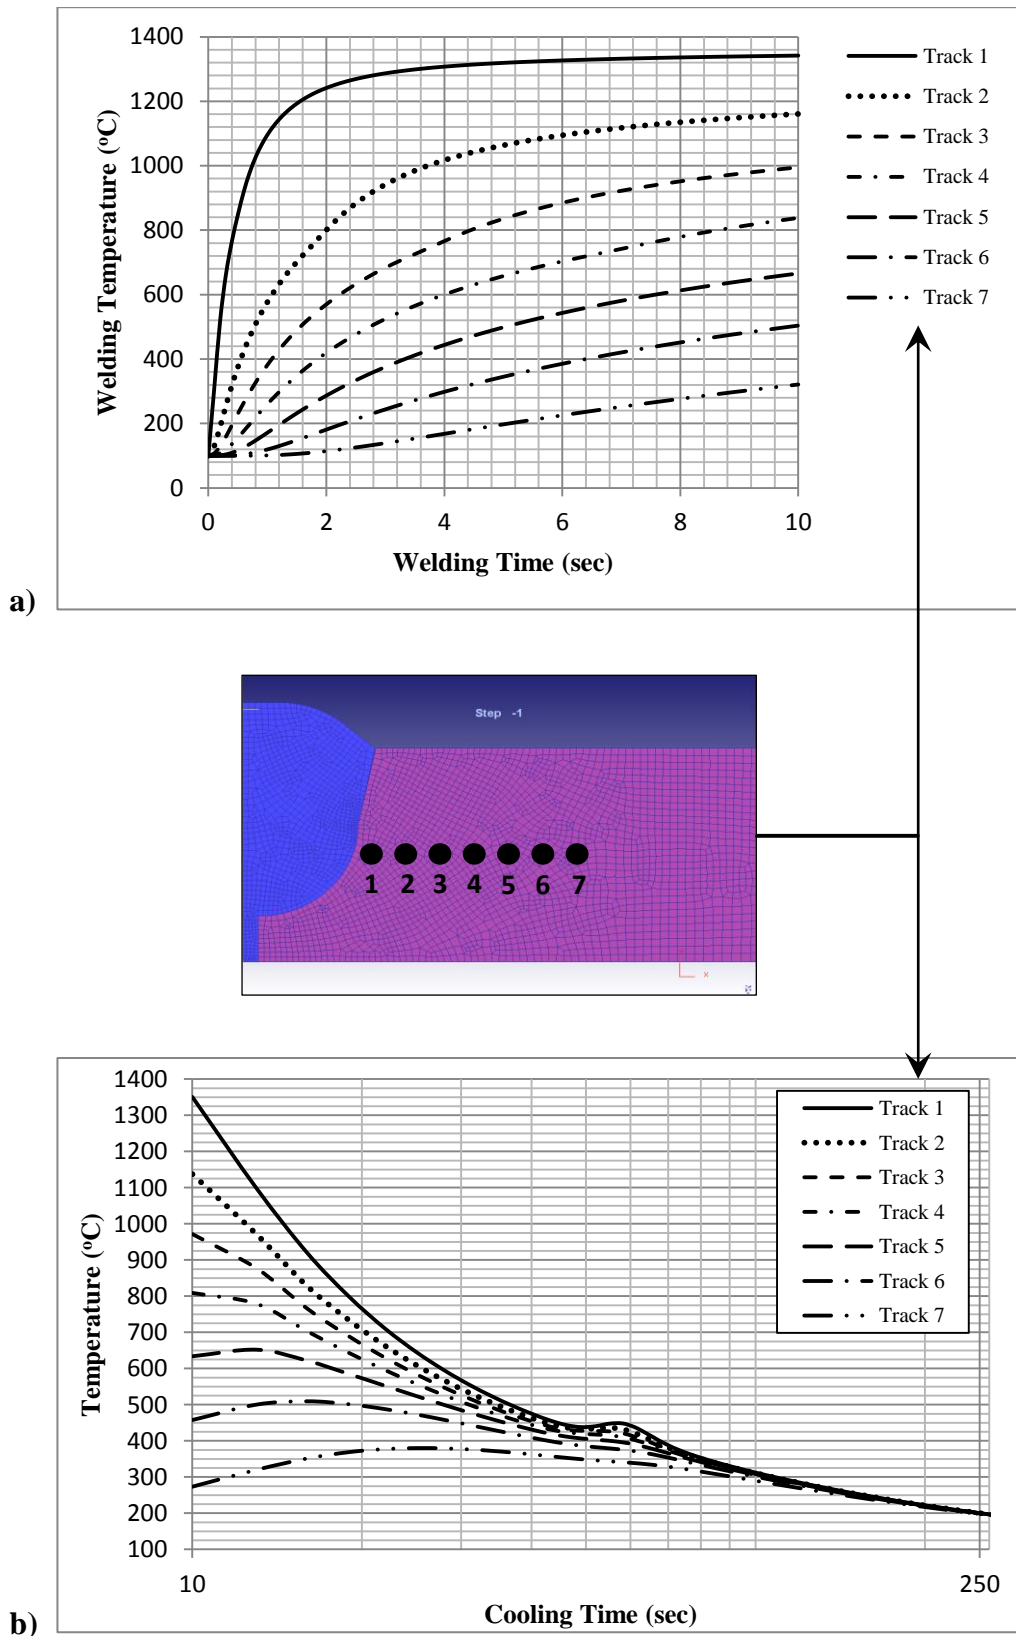 1400
1200
1000
800
600
400
200
0
Welding Temperature (°C)
0 2 4 6 8 10
Welding Time (sec)
Track 1
Track 2
Track 3
Track 4
Track 5
Track 6
Track 7
a)
Step -1
1 2 3 4 5 6 7
x
1400
1300
1200
1100
1000
900
800
700
600
500
400
300
200
100
Temperature (°C)
10 250
Cooling Time (sec)
Track 1
Track 2
Track 3
Track 4
Track 5
Track 6
Track 7
b)